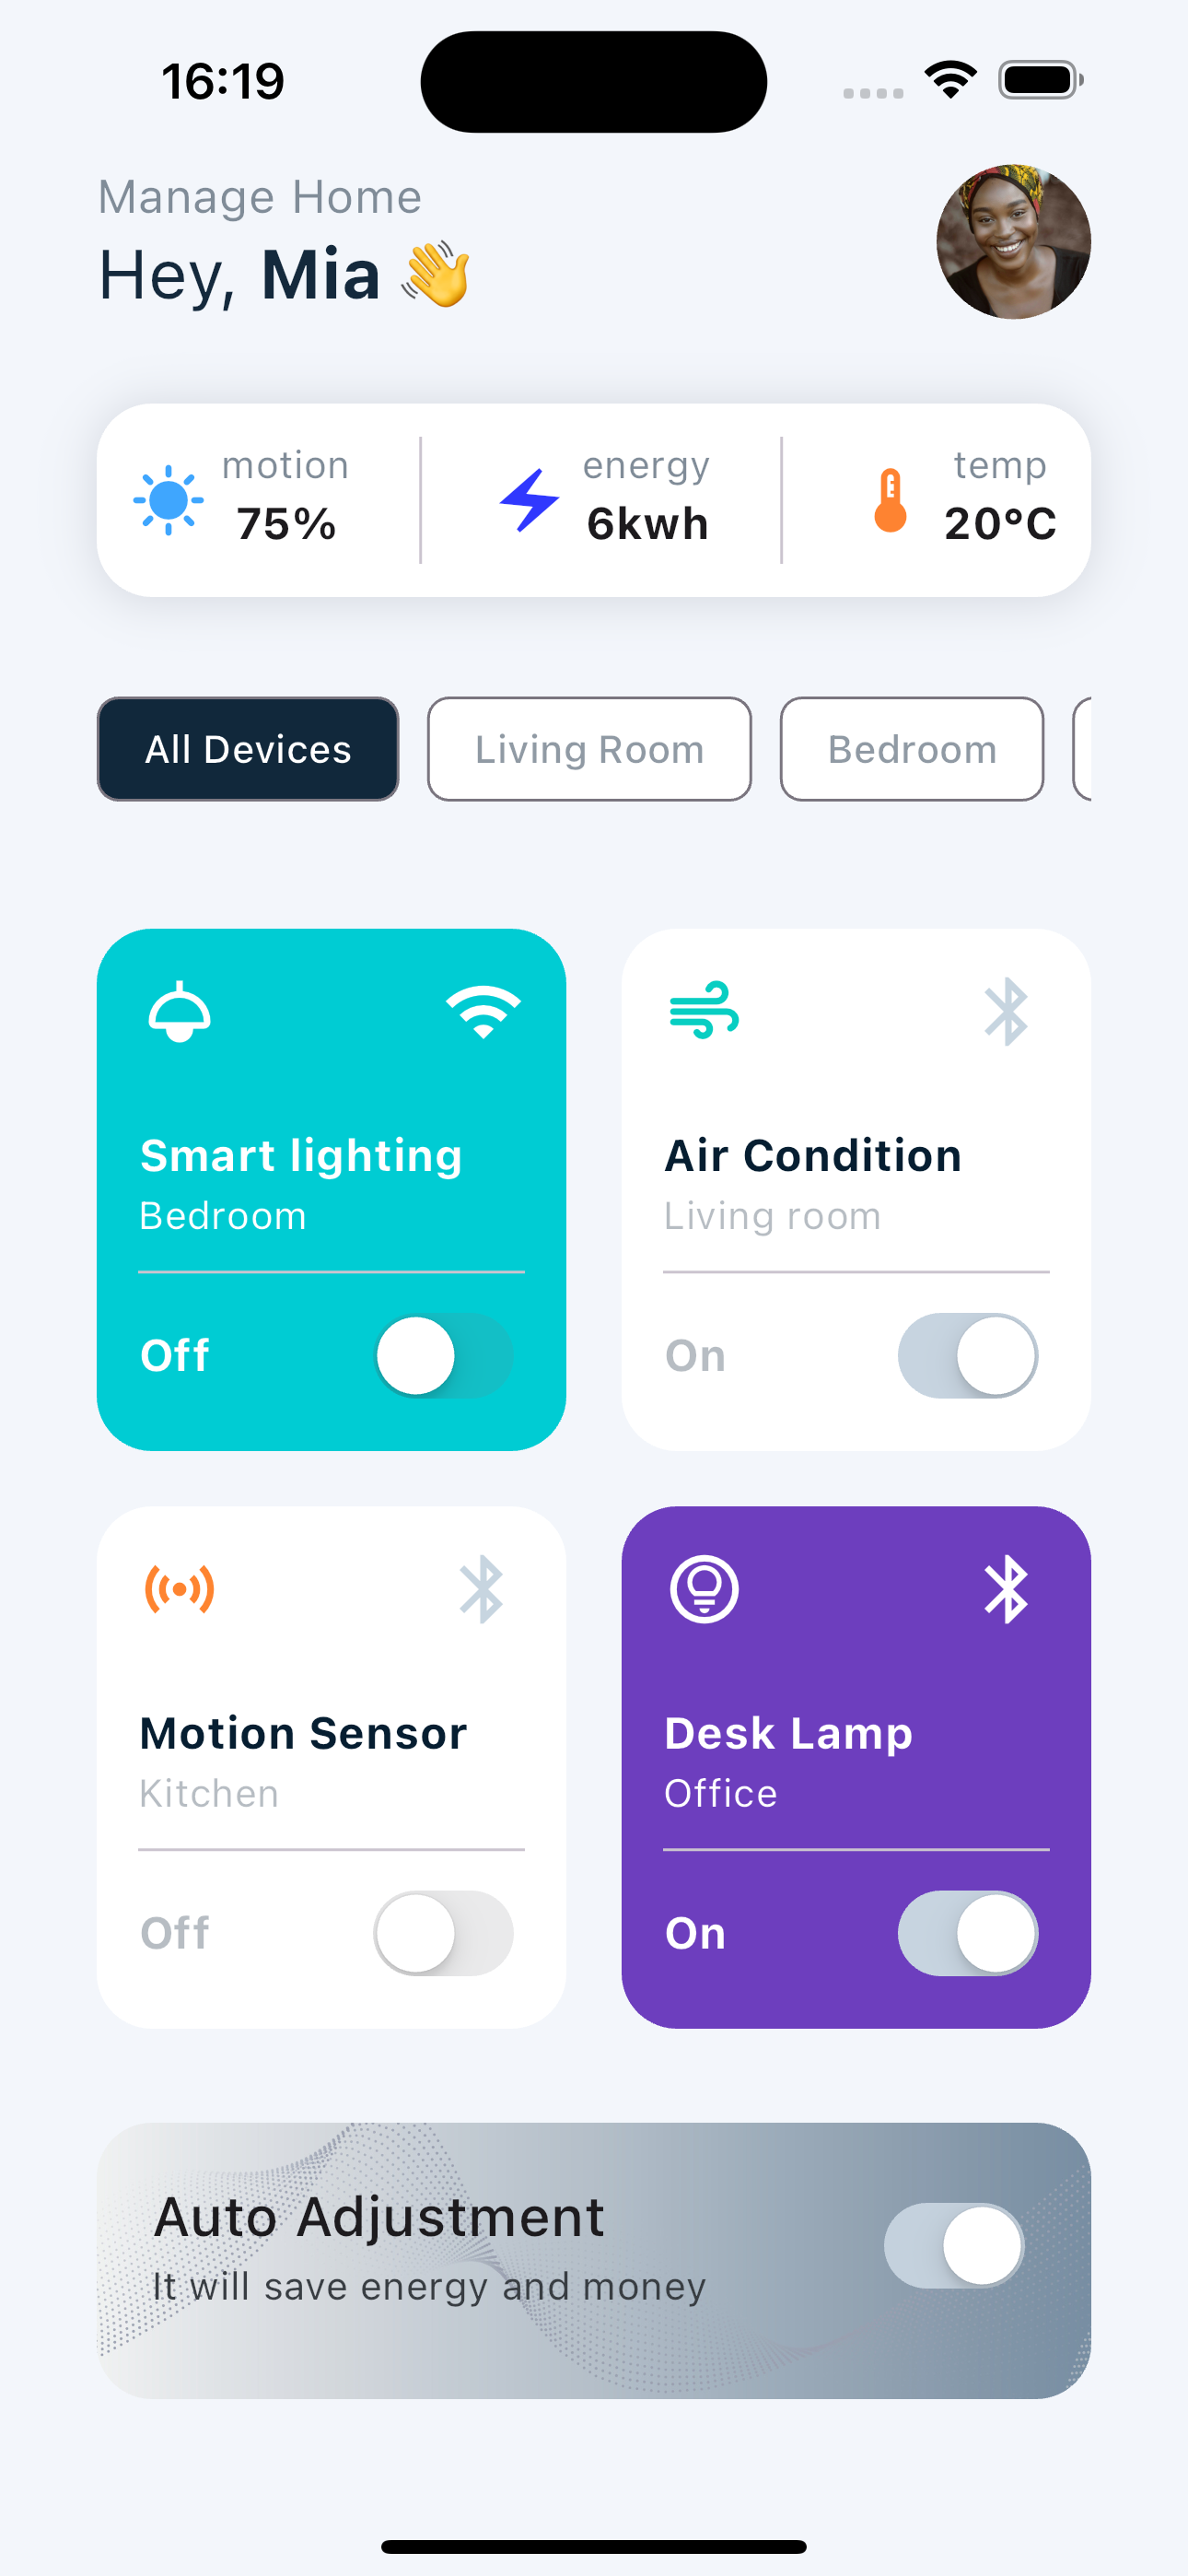 16:19
Manage Home
Hey, Mia 👋
motion
75%
energy
6kwh
temp
20°C
All Devices
Living Room
Bedroom
Smart lighting
Bedroom
Off
Air Condition
Living room
On
Motion Sensor
Kitchen
Off
Desk Lamp
Office
On
Auto Adjustment
It will save energy and money